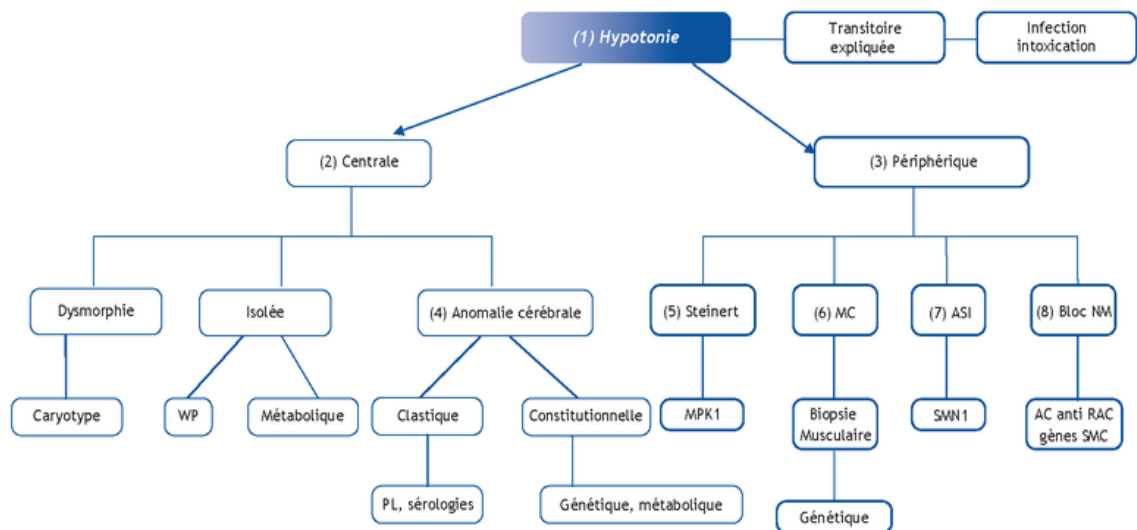 (1) Hypotonie
Transitoire
expliquée
Infection
intoxication
(2) Centrale
(3) Périphérique
Dysmorphie
Isolée
(4) Anomalie cérébrale
(5) Steinert
(6) MC
(7) ASI
(8) Bloc NM
Caryotype
WP
Métabolique
Clastique
Constitutionnelle
MPK1
Biopsie
Musculaire
SMN1
AC anti RAC
gènes SMC
PL, sérologies
Génétique, métabolique
Génétique